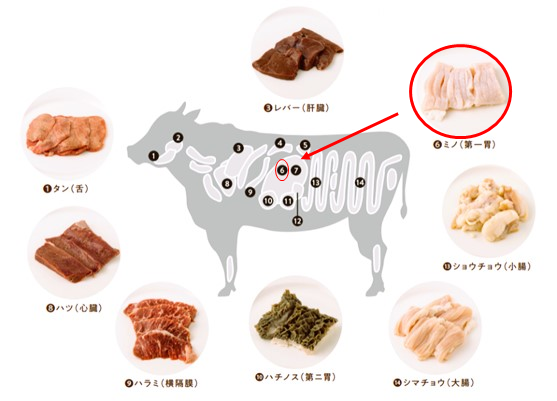 ❸レバー(肝臓)
❻ミノ(第一胃)
❶タン(舌)
❽ハツ(心臓)
❾ハラミ(横隔膜)
❿ハチノス(第ニ胃)
⓭ショウチョウ(小腸)
⓮シマチョウ(大腸)
1
2
3
4
5
6
7
8
9
10
11
12
13
14